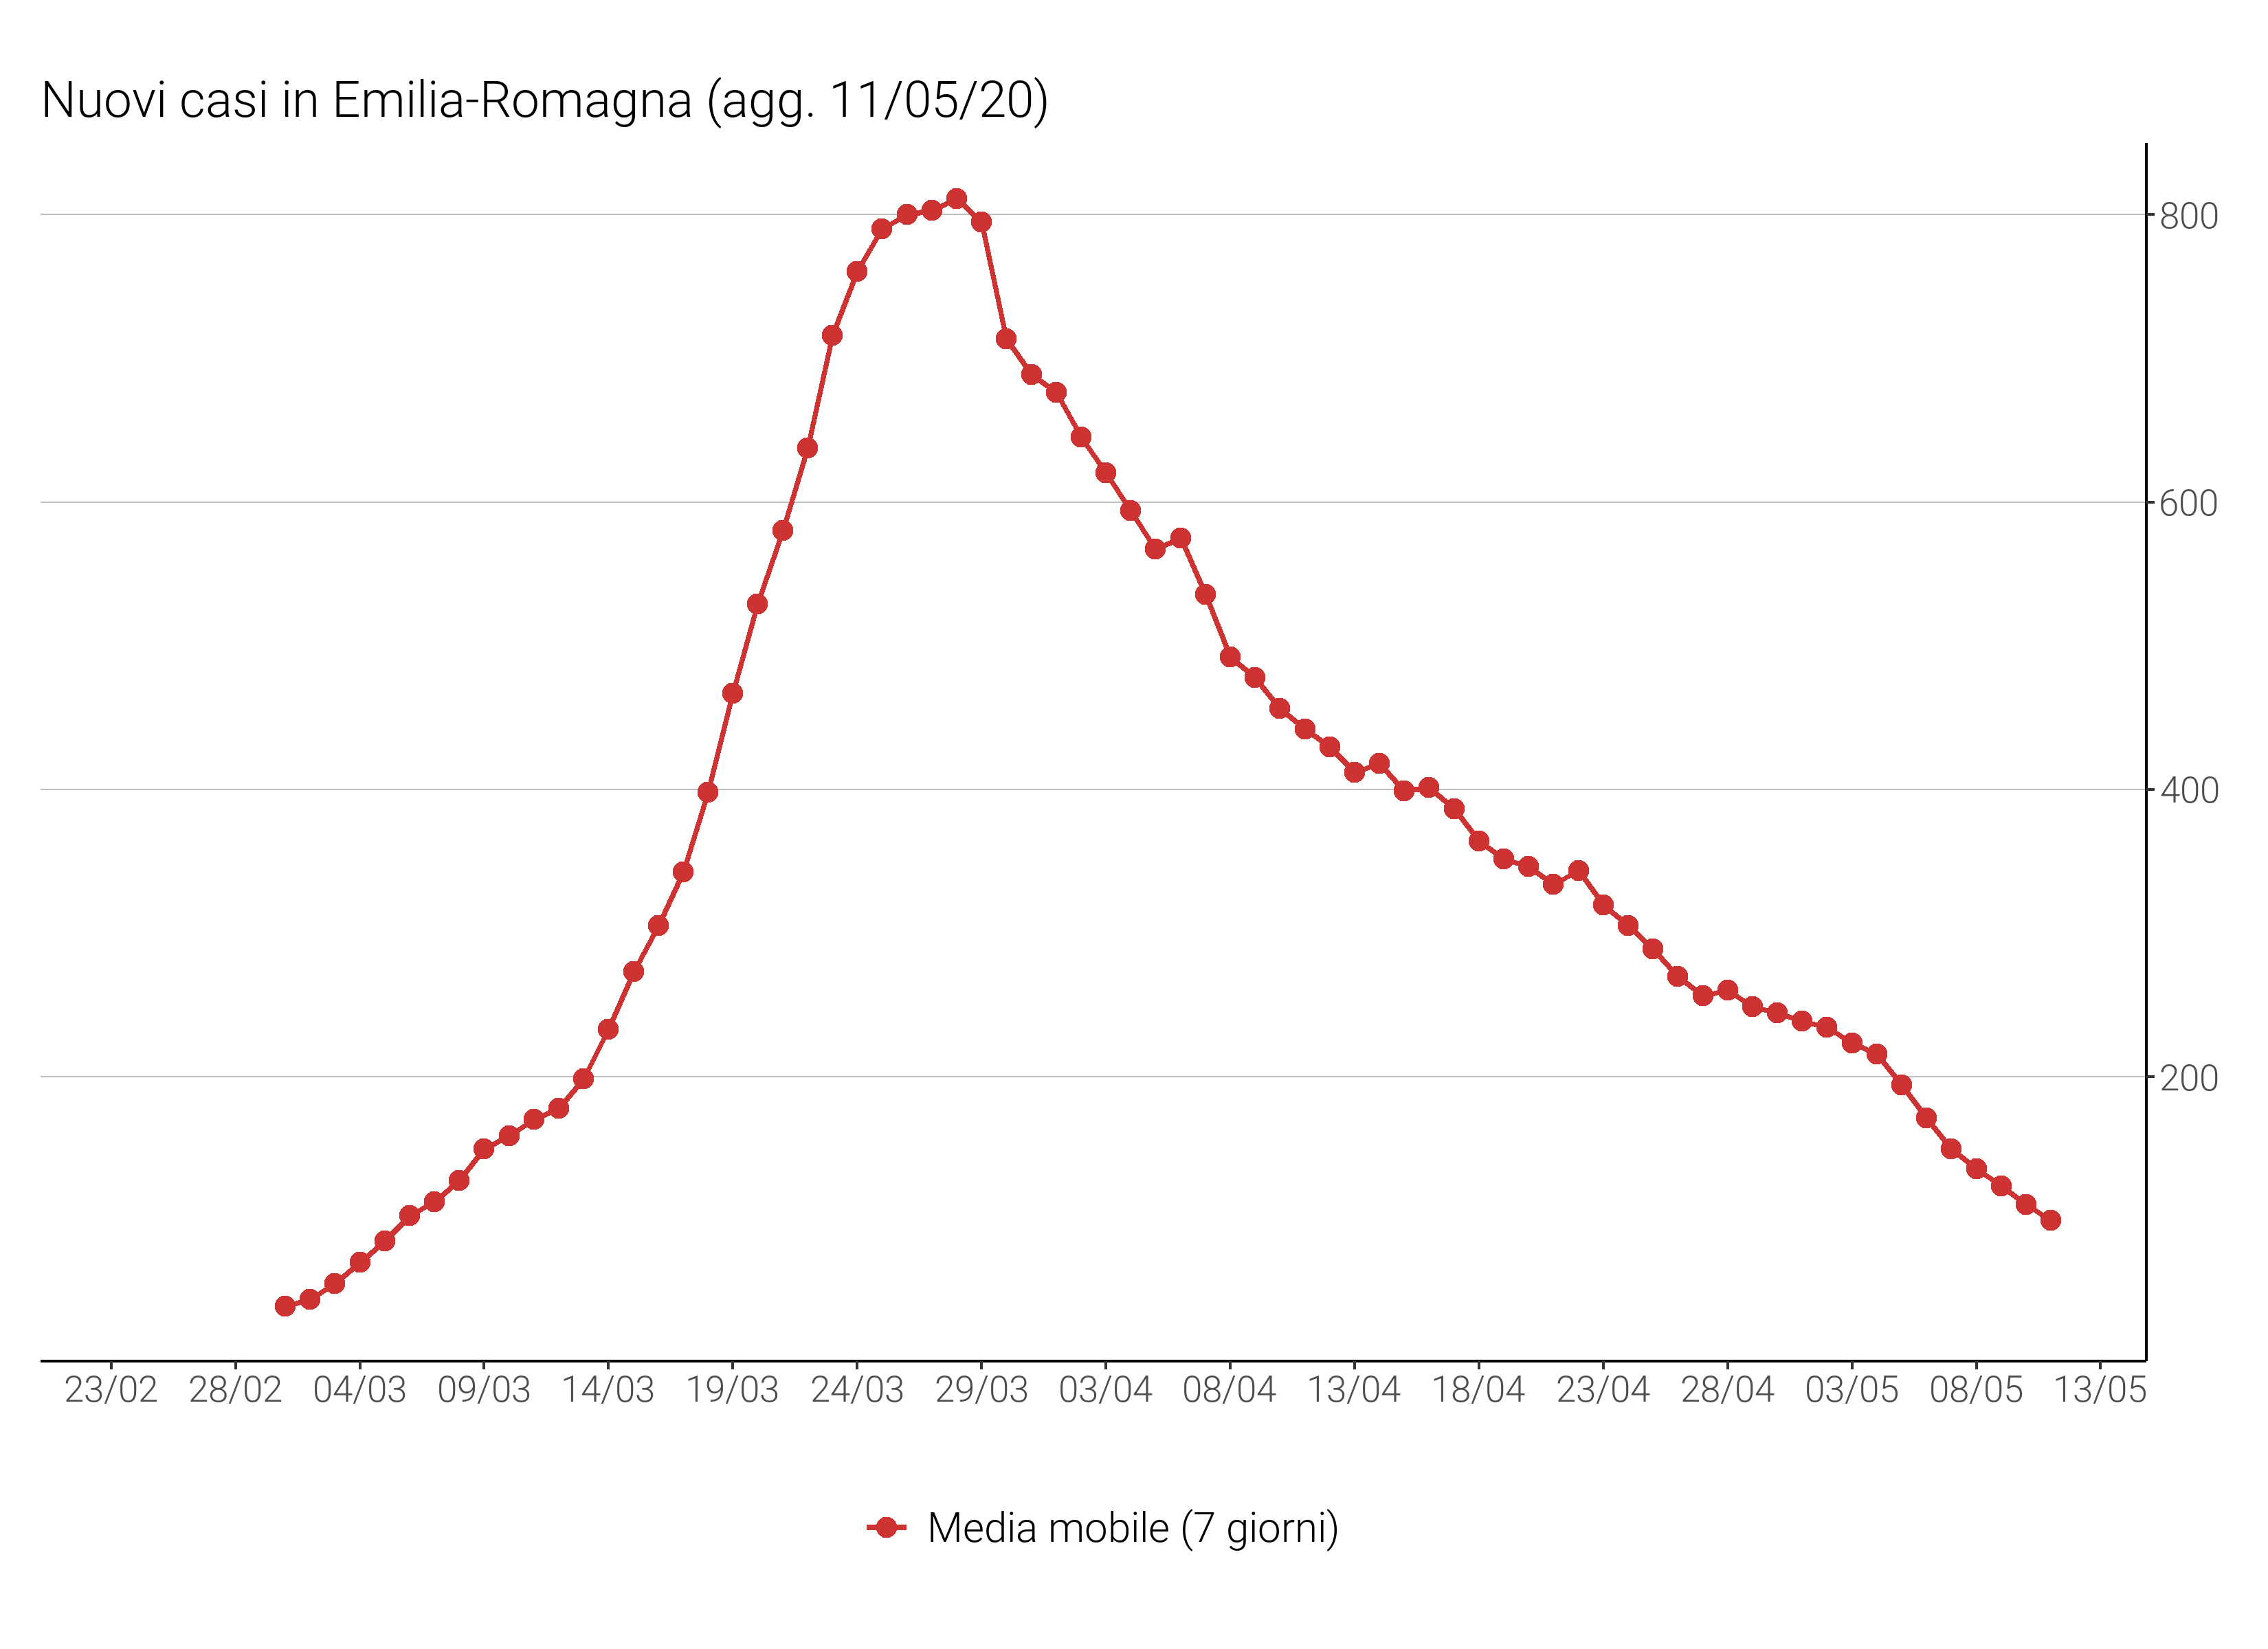 Nuovi casi in Emilia-Romagna (agg. 11/05/20)
800
600
400
200
23/02 28/02 04/03 09/03 14/03 19/03 24/03 29/03 03/04 08/04 13/04 18/04 23/04 28/04 03/05 08/05 13/05
Media mobile (7 giorni)